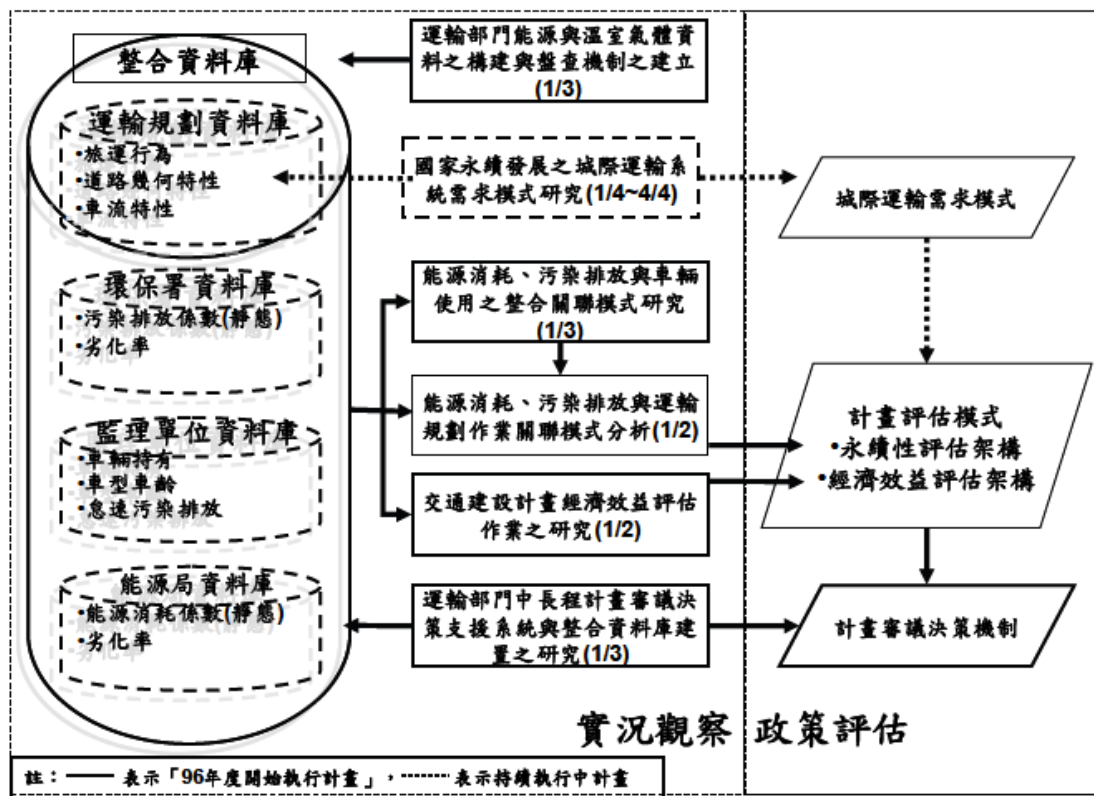 整合資料庫
運輸規劃資料庫
•旅運行為
•道路幾何特性
•車流特性
環保署資料庫
•污染排放係數(靜態)
•劣化率
監理單位資料庫
•車輛持有
•車型車齡
•怠速污染排放
能源局資料庫
•能源消耗係數(靜態)
•劣化率
運輸部門能源與溫室氣體資
料之構建與盤查機制之建立
(1/3)
國家永續發展之城際運輸系
統需求模式研究(1/4~4/4)
能源消耗、污染排放與車輛
使用之整合關聯模式研究
(1/3)
能源消耗、污染排放與運輸
規劃作業關聯模式分析(1/2)
交通建設計畫經濟效益評估
作業之研究(1/2)
運輸部門中長程計畫審議決
策支援系統與整合資料庫建
置之研究(1/3)
城際運輸需求模式
計畫評估模式
•永續性評估架構
•經濟效益評估架構
計畫審議決策機制
實況觀察
政策評估
註：表示「96年度開始執行計畫」，表示持續執行中計畫